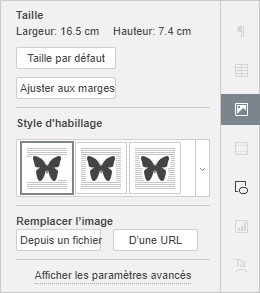 Taille
Largeur: 16.5 cm Hauteur: 7.4 cm
Taille par défaut
Ajuster aux marges
Style d'habillage
Remplacer l'image
Depuis un fichier D'une URL
Afficher les paramètres avancés